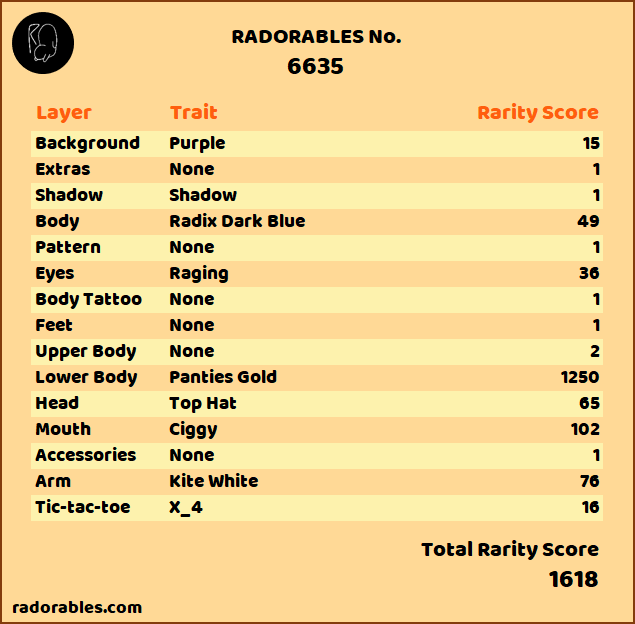 RADORABLES No.
6635
Layer Trait Rarity Score
Background Purple 15
Extras None 1
Shadow Shadow 1
Body Radix Dark Blue 49
Pattern None 1
Eyes Raging 36
Body Tattoo None 1
Feet None 1
Upper Body None 2
Lower Body Panties Gold 1250
Head Top Hat 65
Mouth Ciggy 102
Accessories None 1
Arm Kite White 76
Tic-tac-toe X_4 16
Total Rarity Score
1618
radorables.com